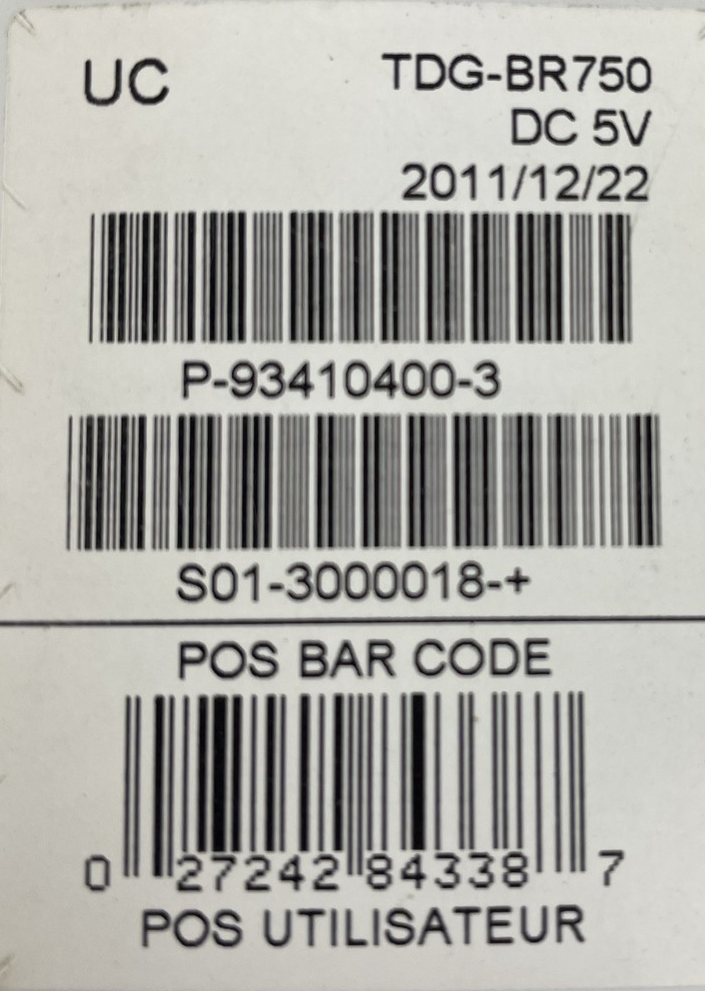 UC
TDG-BR750
DC 5V
2011/12/22
P-93410400-3
S01-3000018-+
POS BAR CODE
0 27242 84338 7
POS UTILISATEUR